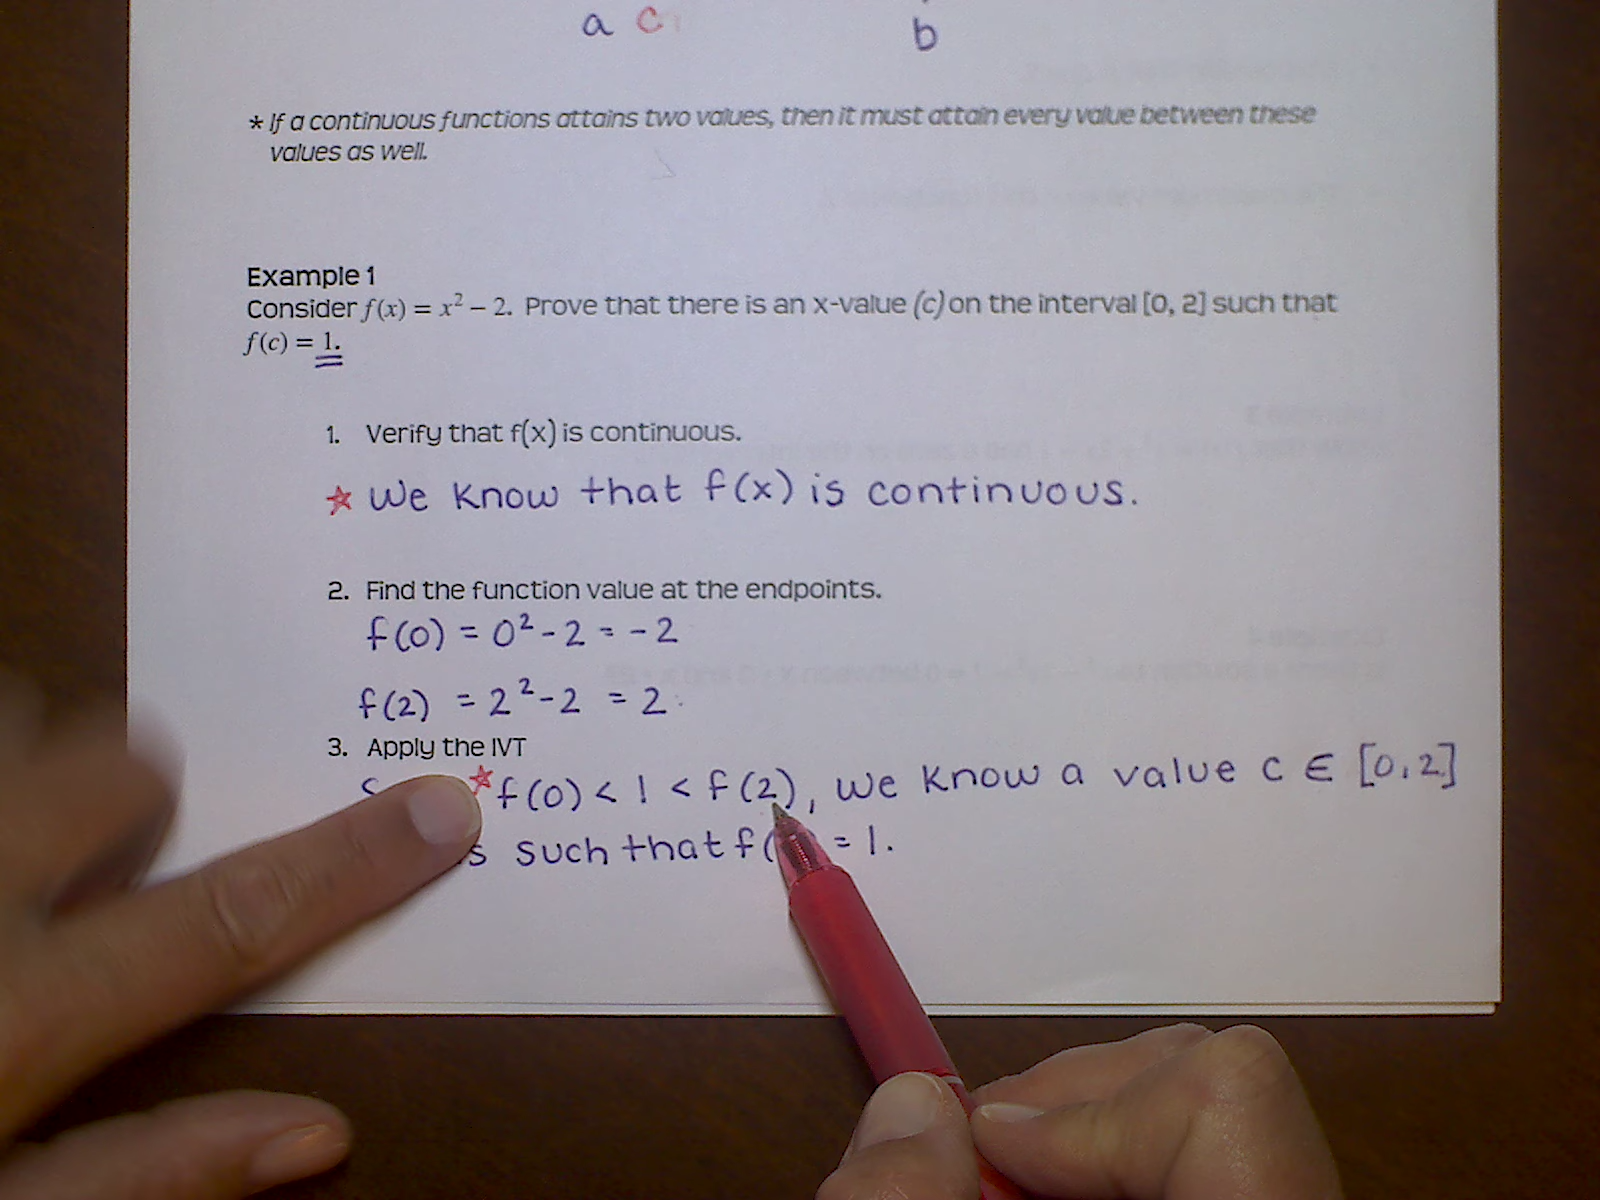 a c
b
* If a continuous functions attains two values, then it must attain every value between these
values as well.
Example 1
Consider f(x) = x² – 2. Prove that there is an x-value (c) on the interval [0, 2] such that
f(c) = 1.
1. Verify that f(x) is continuous.
☆ We know that f(x) is continuous.
2. Find the function value at the endpoints.
f(0) = 0² - 2 = -2
f(2) = 2² - 2 = 2
3. Apply the IVT
☆ f(0) < 1 < f(2), we know a value c ∈ [0,2]
such that f( = 1.